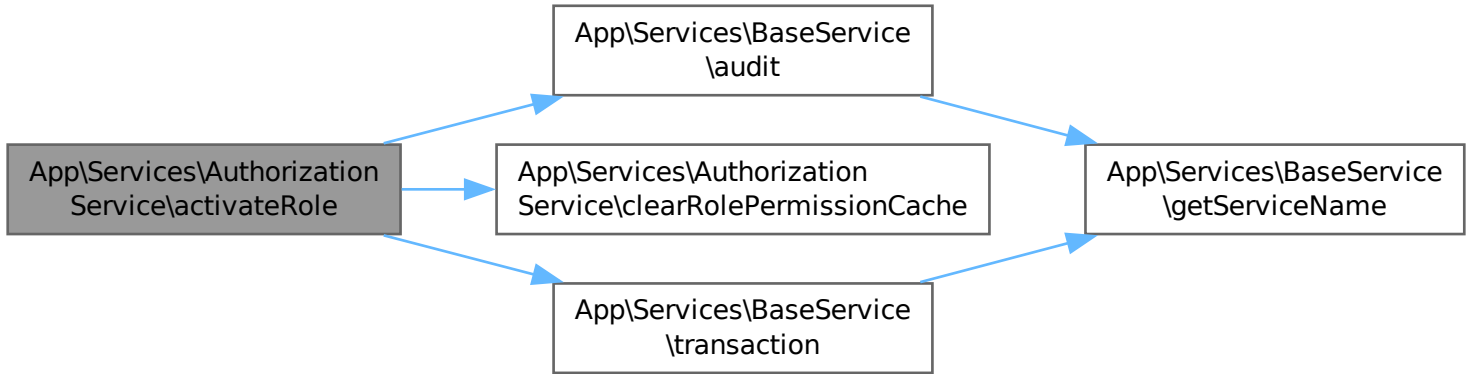 App\Services\BaseService
\audit
App\Services\Authorization
Service\activateRole
App\Services\Authorization
Service\clearRolePermissionCache
App\Services\BaseService
\getServiceName
App\Services\BaseService
\transaction